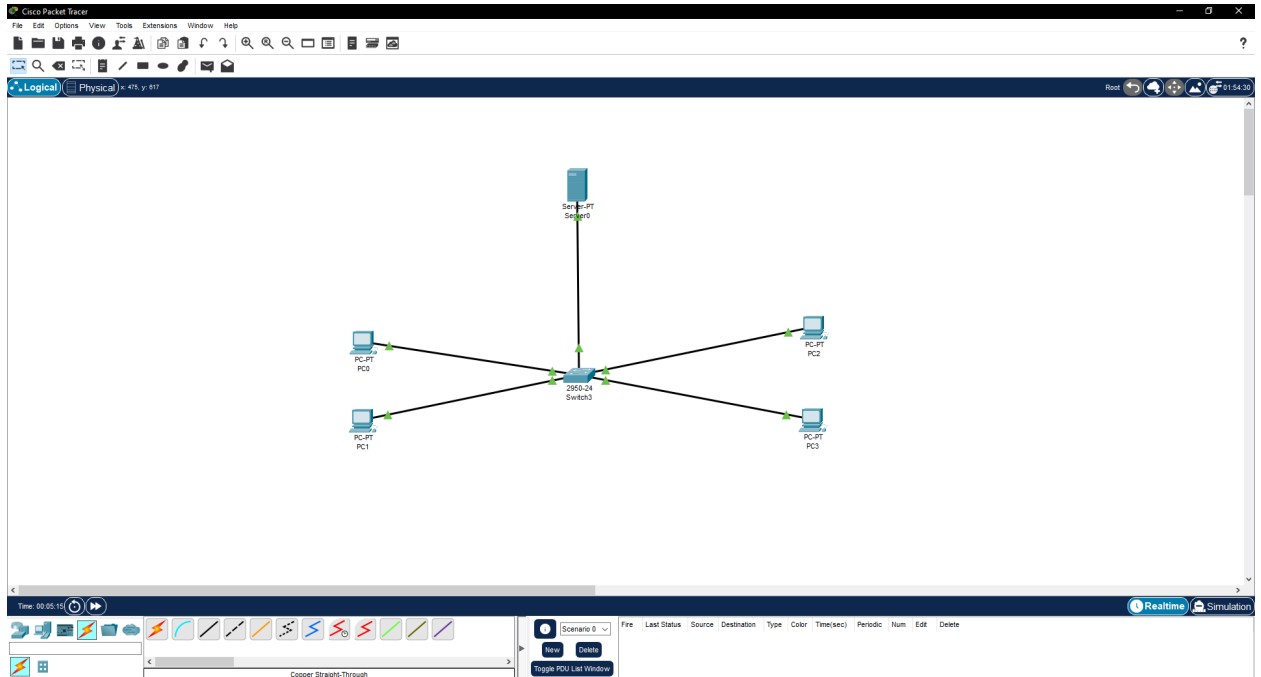 Cisco Packet Tracer
File Edit Options View Tools Extensions Window Help
?
Logical Physical x: 475, y: 617
Root 01:54:30
Server-PT
Server0
PC-PT
PC0
PC-PT
PC2
2950-24
Switch3
PC-PT
PC1
PC-PT
PC3
Time: 00:05:15
Realtime Simulation
Scenario 0
Fire Last Status Source Destination Type Color Time(sec) Periodic Num Edit Delete
New Delete
Toggle PDU List Window
Copper Straight-Through